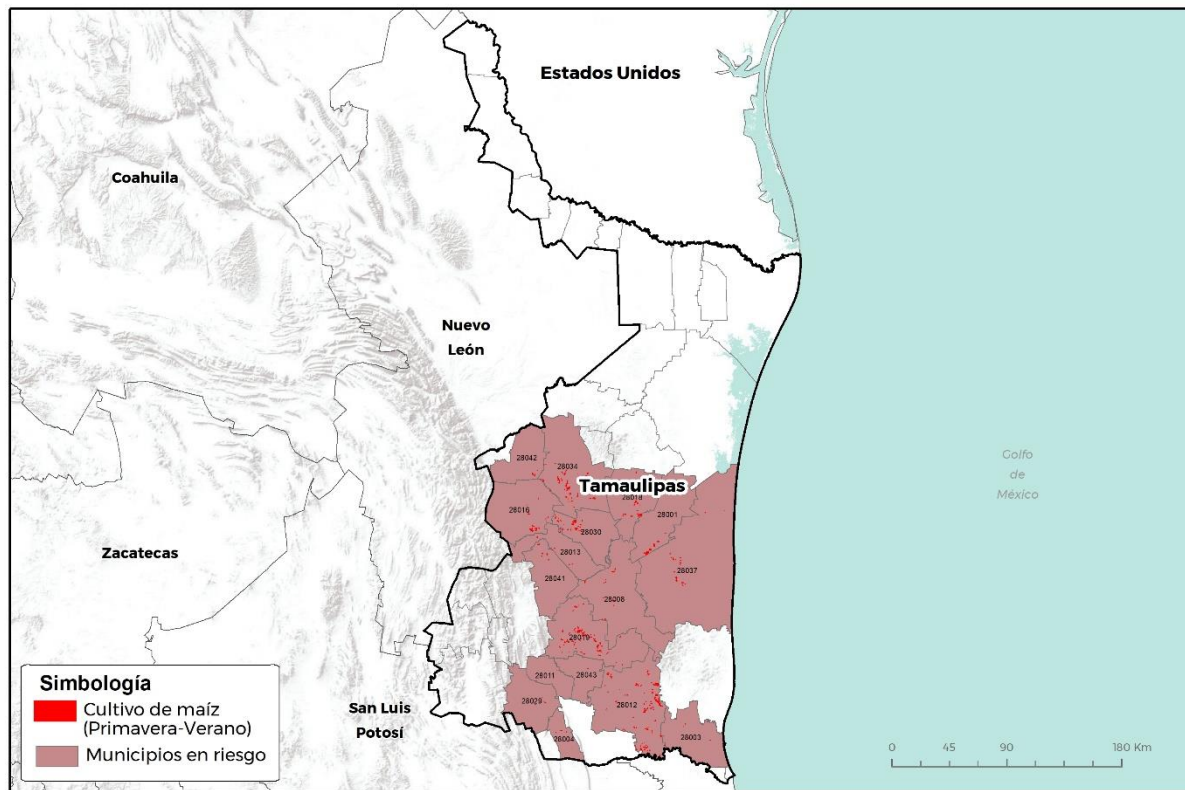 Estados Unidos
Coahuila
Nuevo
León
28042
28034
Tamaulipas
Golfo
de
México
28018
28016
28001
28030
Zacatecas
28013
28037
28041
28008
28010
28011
28043
28029
28012
San Luis
Potosí
28004
28003
Simbología
Cultivo de maíz
(Primavera-Verano)
Municipios en riesgo
0 45 90 180 Km